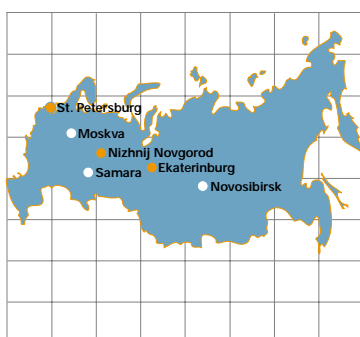 St. Petersburg
Moskva
Nizhnij Novgorod
Ekaterinburg
Samara
Novosibirsk